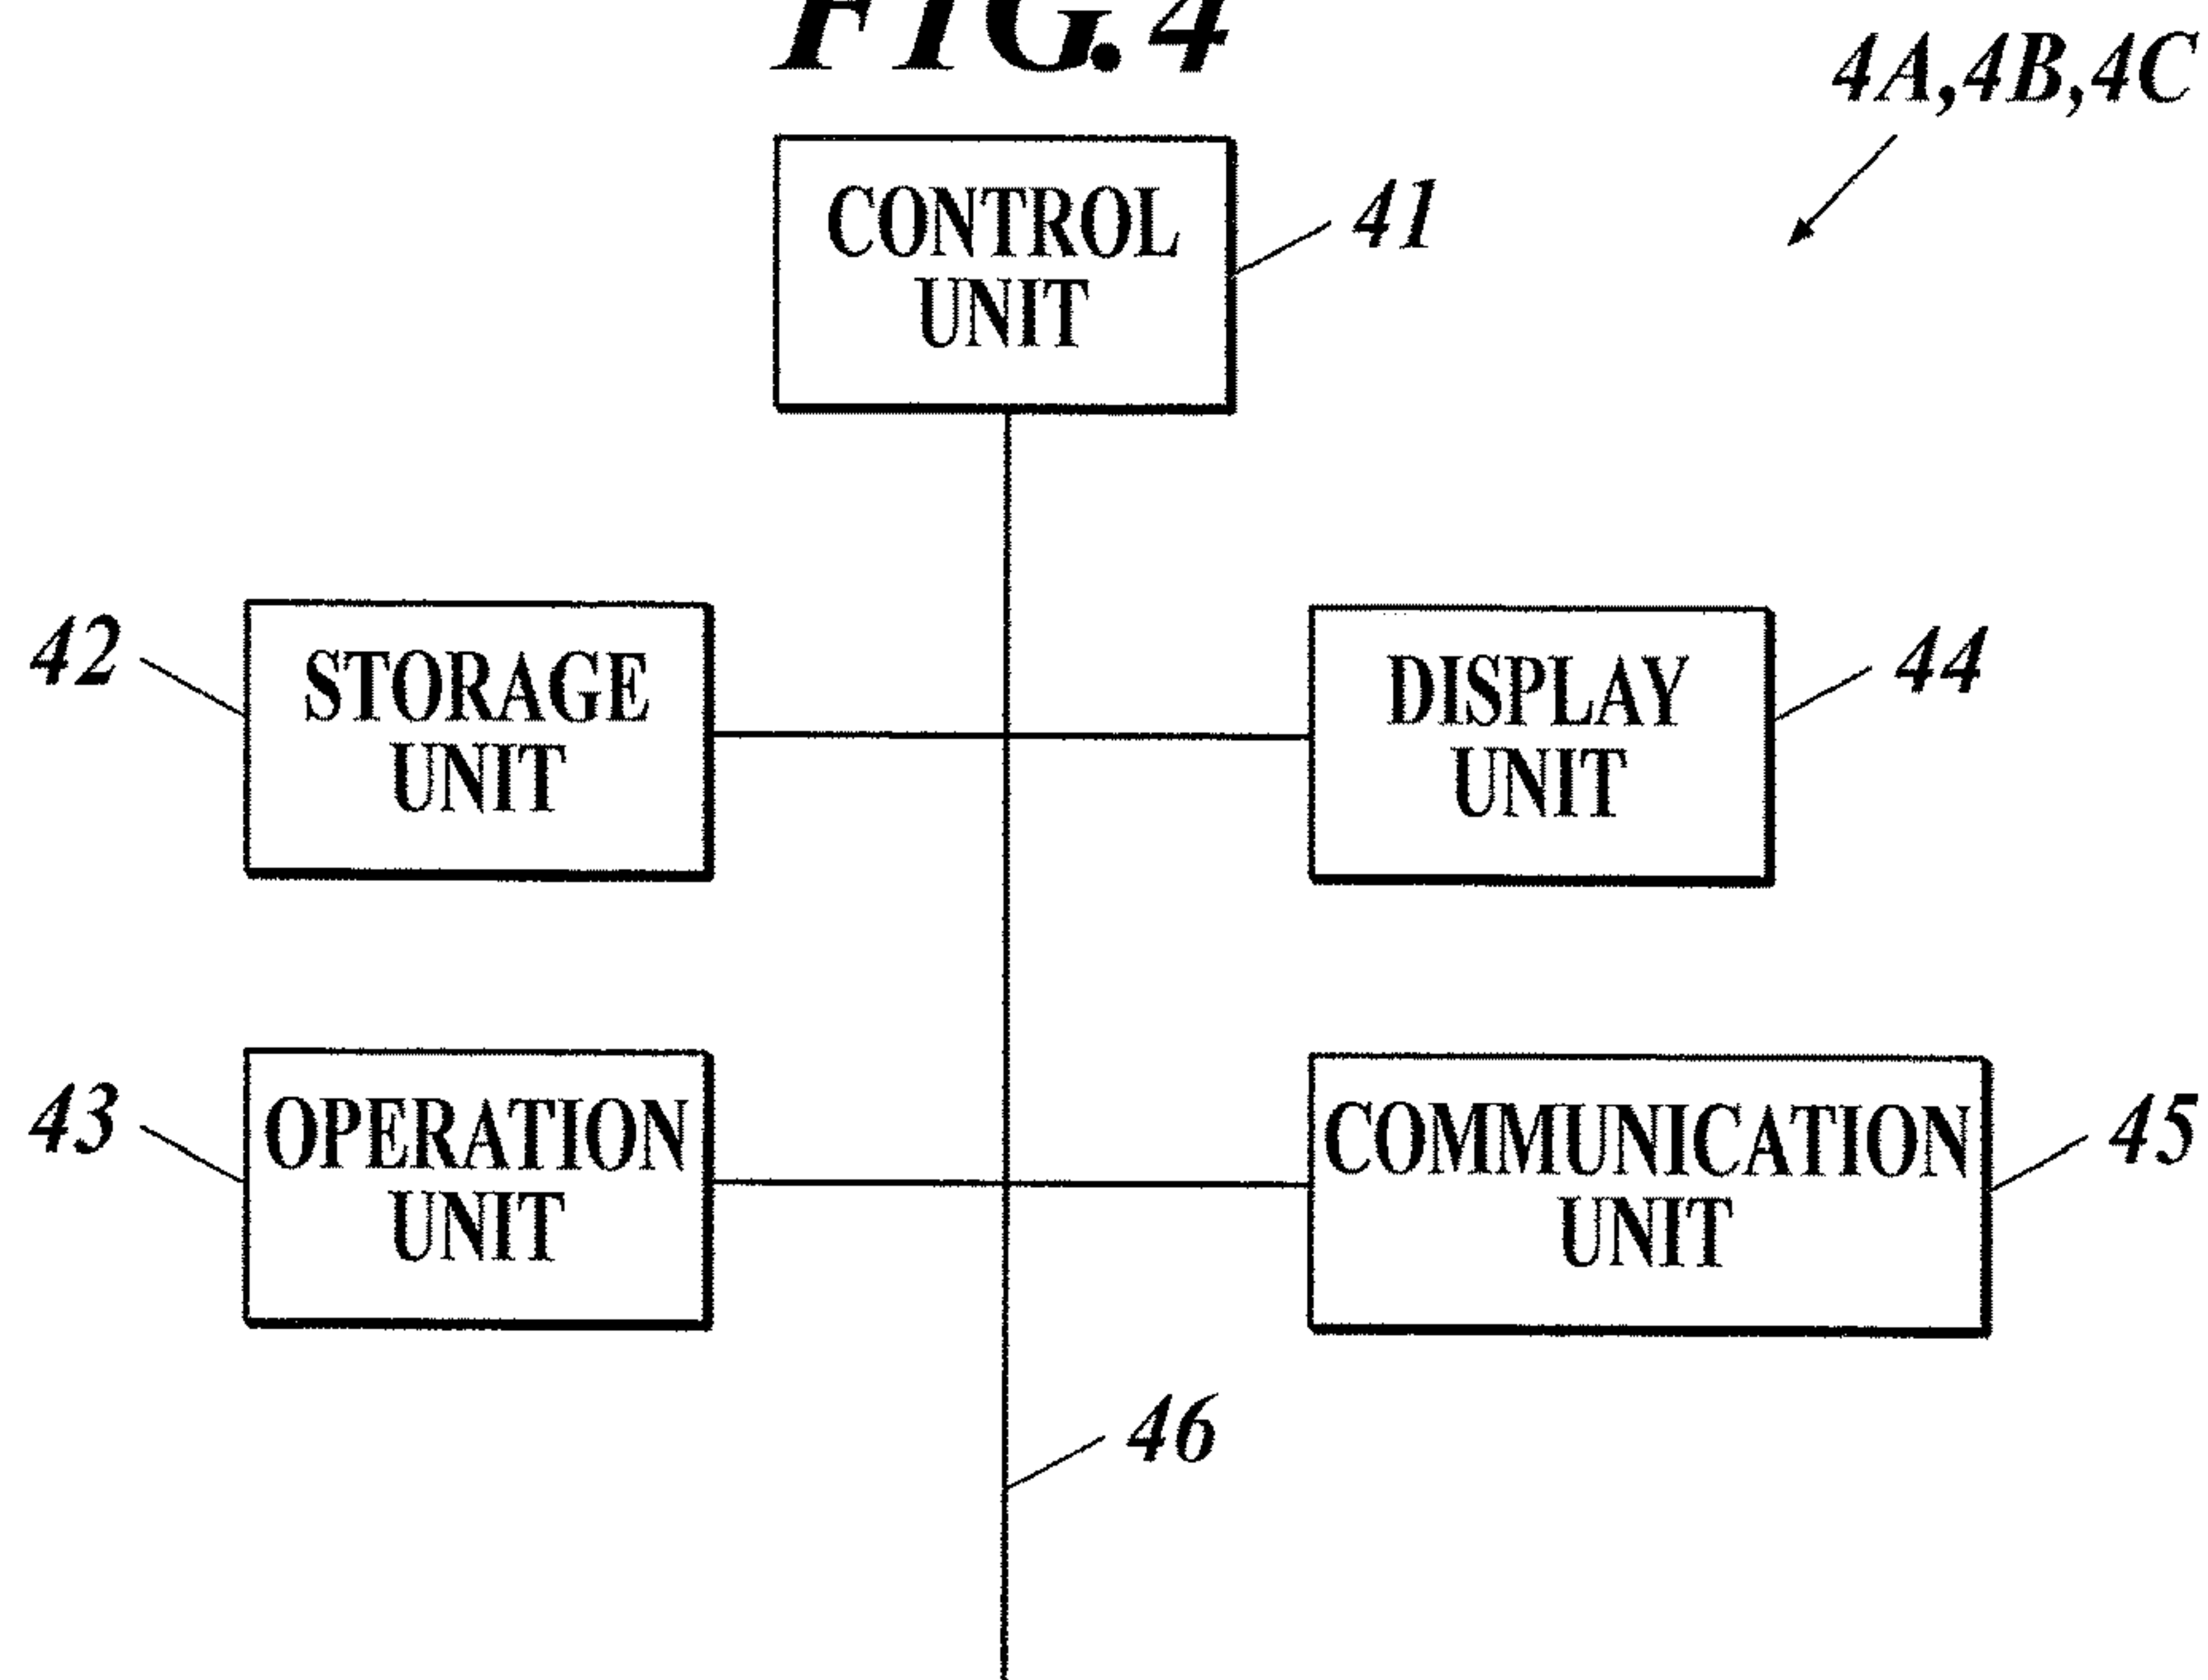 FIG. 4
4A,4B,4C
CONTROL
UNIT
41
42
STORAGE
UNIT
DISPLAY
UNIT
44
43
OPERATION
UNIT
COMMUNICATION
UNIT
45
46